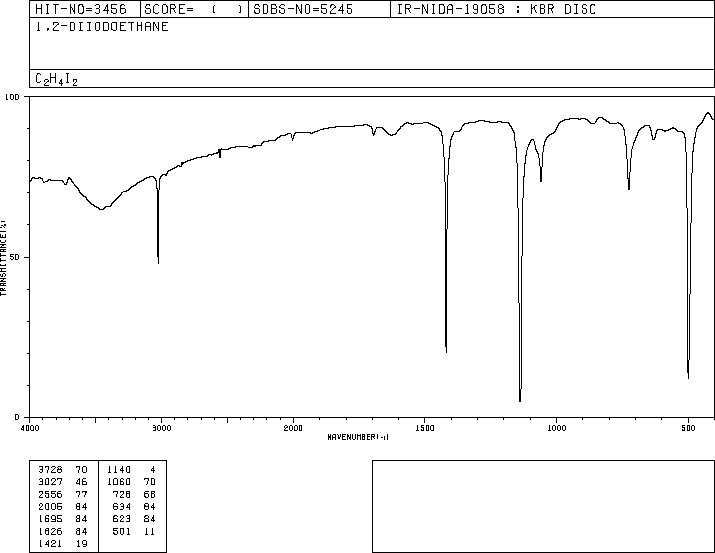 HIT-NO=3456 SCORE= ( ) SDBS-NO=5245 IR-NIDA-19058 : KBR DISC
1,2-DIIODOETHANE
C2H4I2
100
50
0
TRANSMITTANCE(%)
4000 3000 2000 1500 1000 500
WAVENUMBER(-1)
3728 70 1140 4
3027 46 1060 70
2556 77 728 68
2005 84 634 84
1695 84 623 84
1626 84 501 11
1421 19